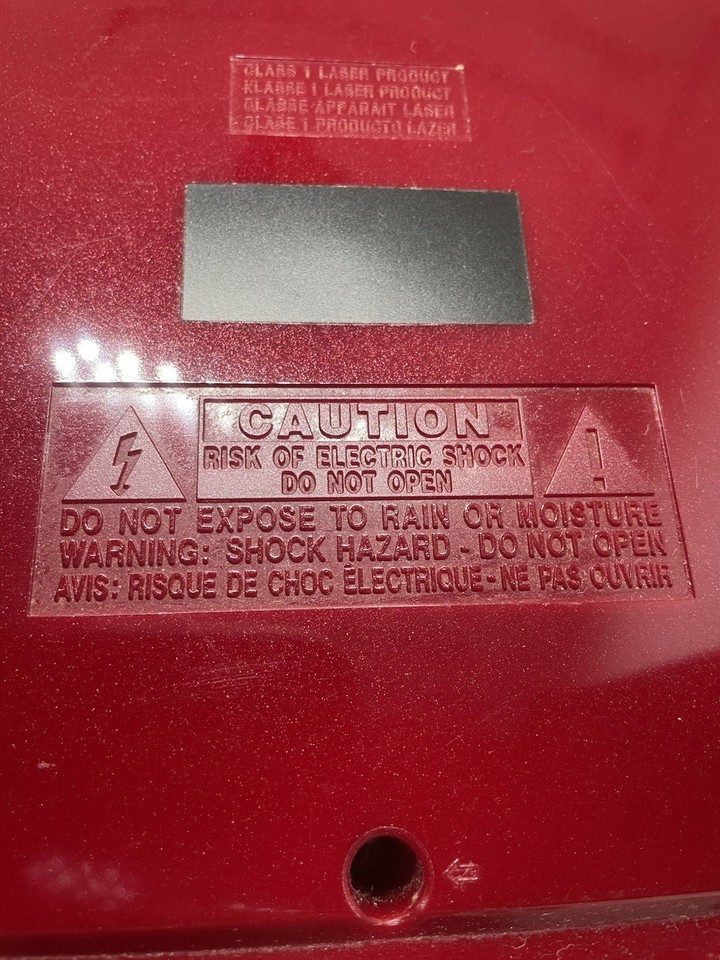 CLASS 1 LASER PRODUCT
KLASSE 1 LASER PRODUCT
CLASSE APPARAIT LASER
CLASE 1 PRODUCTO LAZER
CAUTION
RISK OF ELECTRIC SHOCK
DO NOT OPEN
!
DO NOT EXPOSE TO RAIN OR MOISTURE
WARNING: SHOCK HAZARD - DO NOT OPEN
AVIS: RISQUE DE CHOC ÉLECTRIQUE - NE PAS OUVRIR